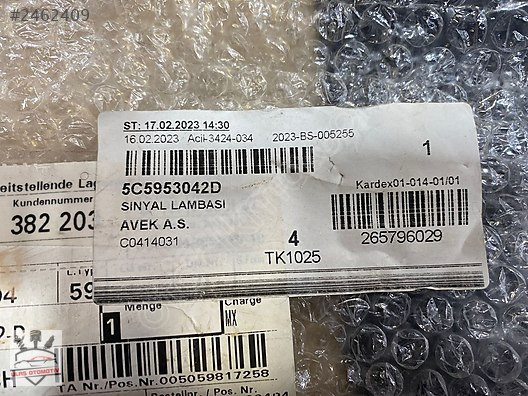 #2462409
ST: 17.02.2023 14:30
16.02.2023 Acil-3424-034 2023-BS-005255
1
5C5953042D
Kardex01-014-01/01
SINYAL LAMBASI
AVEK A.S.
C0414031
4
265796029
TK1025
eitstellende Lag
Kundennummer
382 203
L.Typ
04
59
Menge
Charge
1
MX
TA Nr./Pos.Nr.005059817258